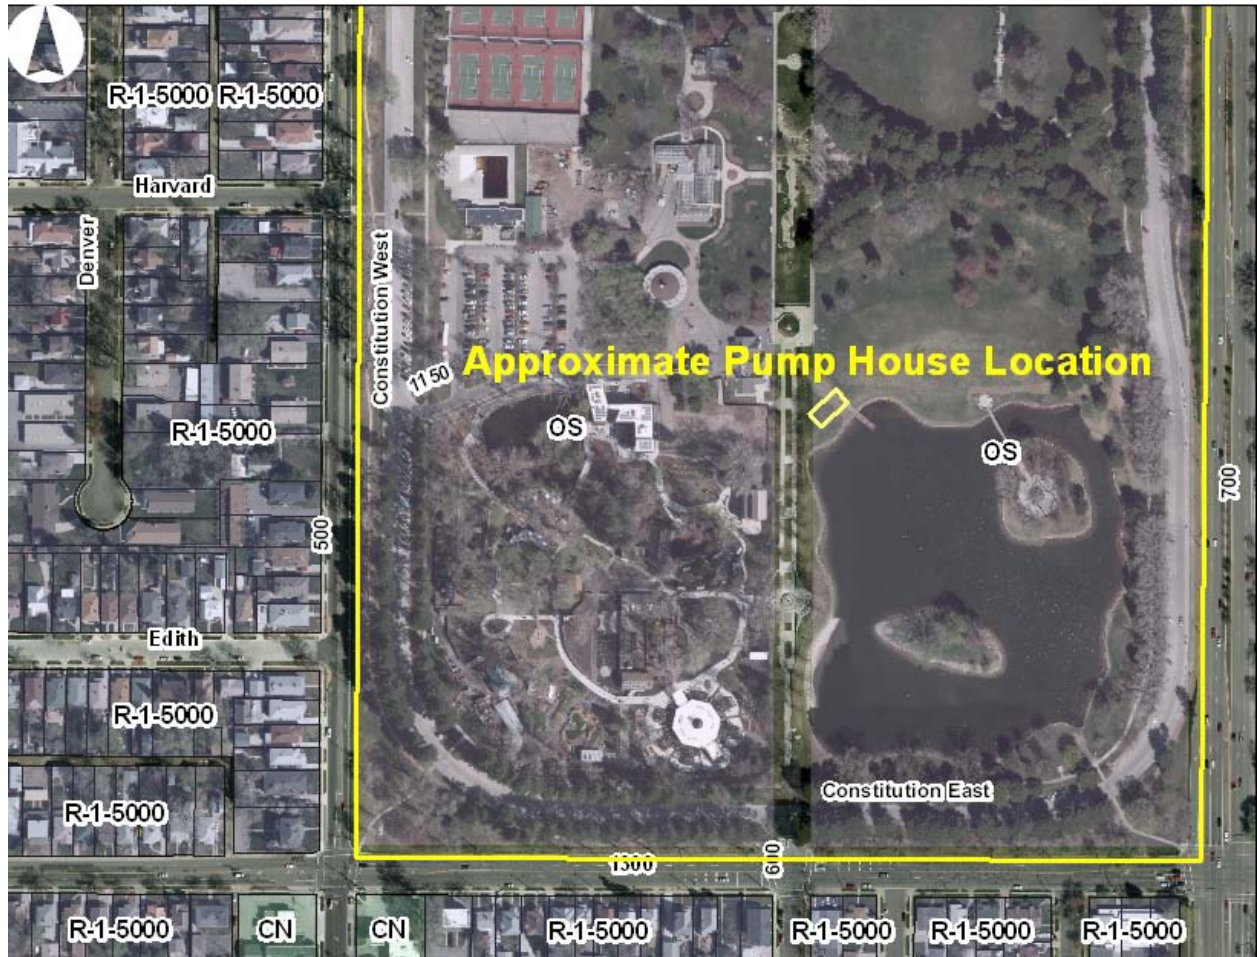 R-1-5000 R-1-5000
Harvard
Denver
Constitution West
Approximate Pump House Location
1150
OS
R-1-5000
OS
700
500
Edith
R-1-5000
Constitution East
R-1-5000
1300
600
R-1-5000
CN
CN
R-1-5000
R-1-5000
R-1-5000
R-1-5000